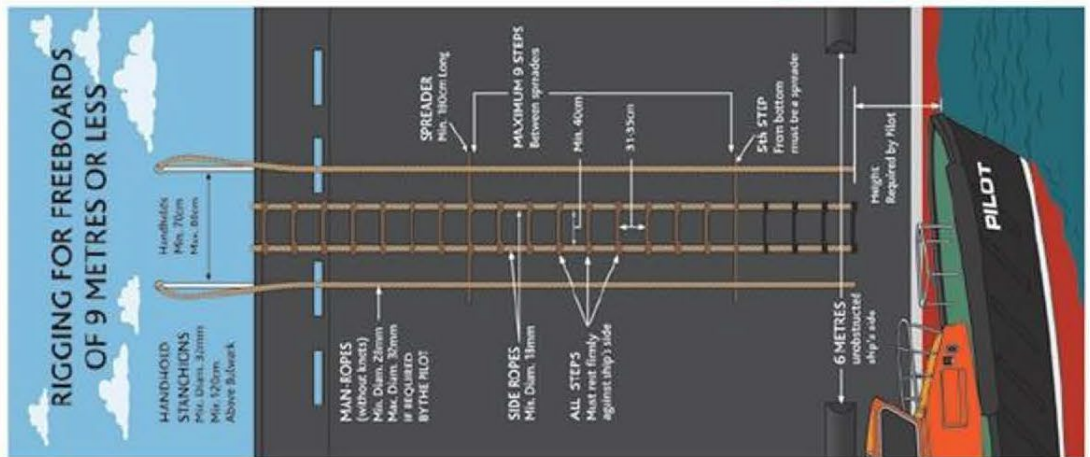 RIGGING FOR FREEBOARDS
OF 9 METRES OR LESS
HANDHOLD
STANCHIONS
Min. Diam. 32mm
Min. 120cm
Above Bulwark
Handholds
Min. 70cm
Max. 80cm
MAN-ROPES
(without knots)
Min. Diam. 28mm
Max. Diam. 32mm
IF REQUIRED
BY THE PILOT
SPREADER
Min. 180cm Long
SIDE ROPES
Min. Diam. 18mm
MAXIMUM 9 STEPS
Between spreaders
Min. 40cm
31-35cm
ALL STEPS
Must rest firmly
against ship's side
5th STEP
From bottom
must be a spreader
6 METRES
unobstructed
ship's side
Height
Required by Pilot
PILOT